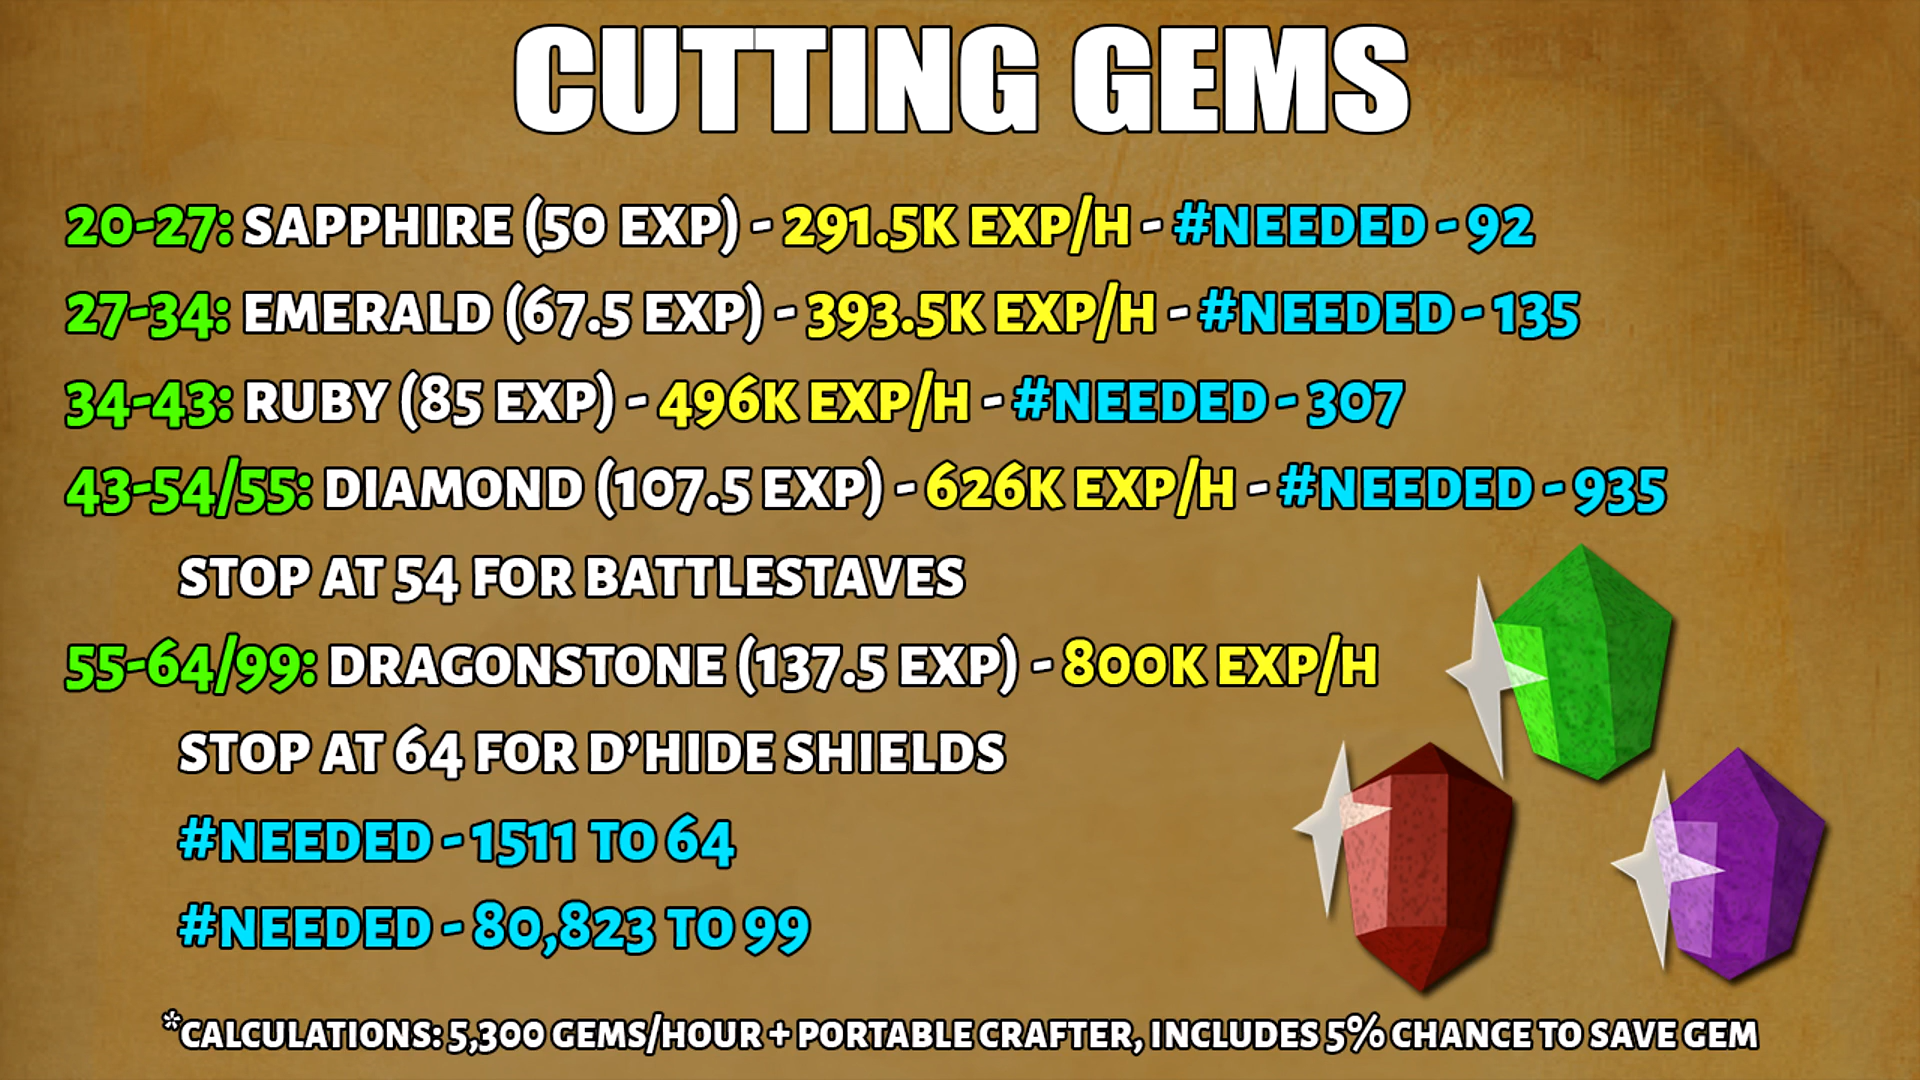 CUTTING GEMS
20-27: SAPPHIRE (50 EXP) - 291.5K EXP/H - #NEEDED - 92
27-34: EMERALD (67.5 EXP) - 393.5K EXP/H - #NEEDED - 135
34-43: RUBY (85 EXP) - 496K EXP/H - #NEEDED - 307
43-54/55: DIAMOND (107.5 EXP) - 626K EXP/H - #NEEDED - 935
STOP AT 54 FOR BATTLESTAVES
55-64/99: DRAGONSTONE (137.5 EXP) - 800K EXP/H
STOP AT 64 FOR D'HIDE SHIELDS
#NEEDED - 1511 TO 64
#NEEDED - 80,823 TO 99
*CALCULATIONS: 5,300 GEMS/HOUR + PORTABLE CRAFTER, INCLUDES 5% CHANCE TO SAVE GEM